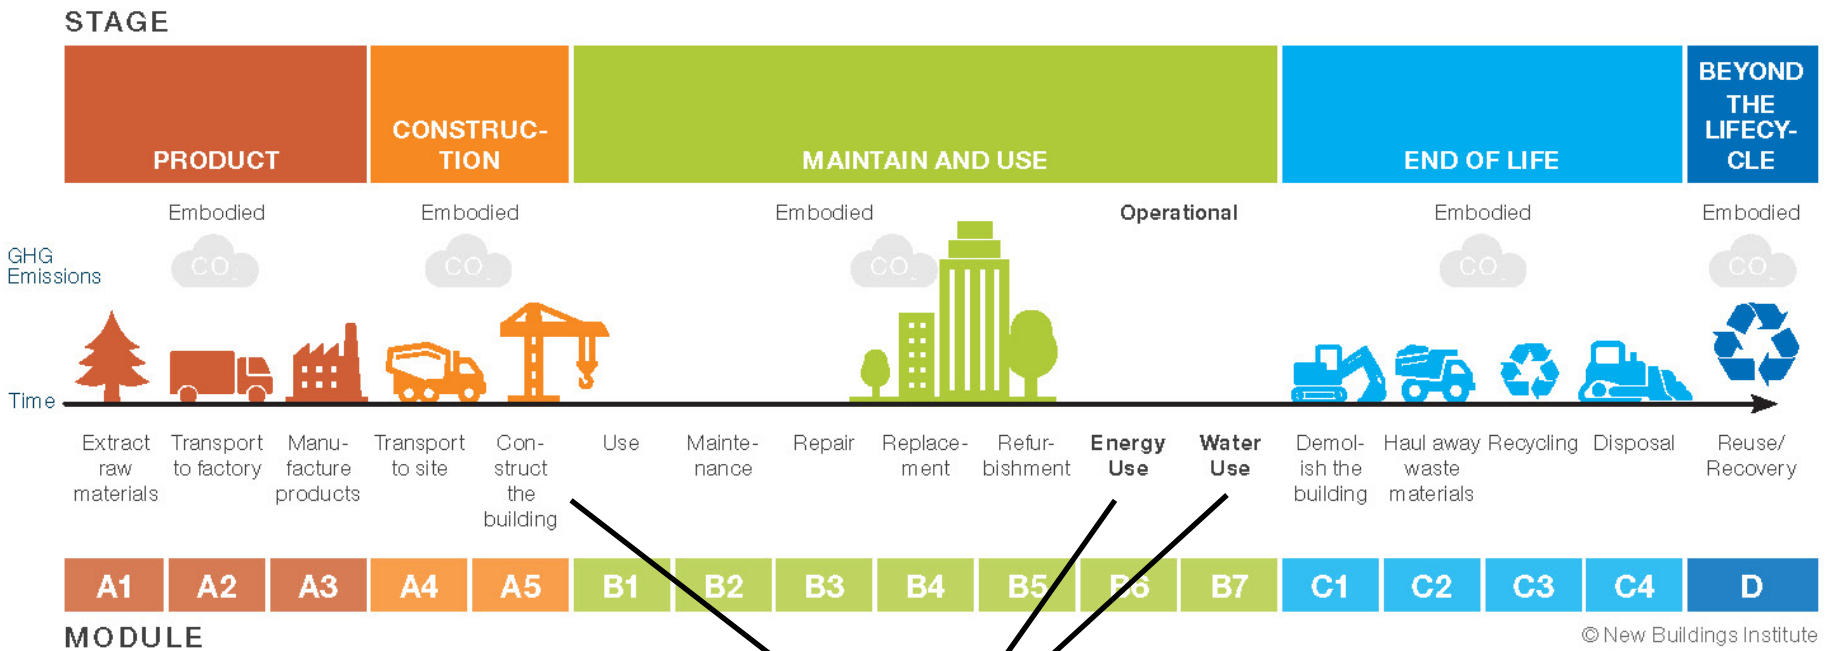 STAGE
PRODUCT
CONSTRUC-
TION
MAINTAIN AND USE
END OF LIFE
BEYOND
THE
LIFECY-
CLE
Embodied
Embodied
Embodied
Operational
Embodied
Embodied
GHG
Emissions
CO
CO
CO
CO
CO
Time
Extract
raw
materials
Transport
to factory
Manu-
facture
products
Transport
to site
Con-
struct
the
building
Use
Mainte-
nance
Repair
Replace-
ment
Refur-
bishment
Energy
Use
Water
Use
Demol-
ish the
building
Haul away
waste
materials
Recycling
Disposal
Reuse/
Recovery
A1
A2
A3
A4
A5
B1
B2
B3
B4
B5
B6
B7
C1
C2
C3
C4
D
MODULE
© New Buildings Institute